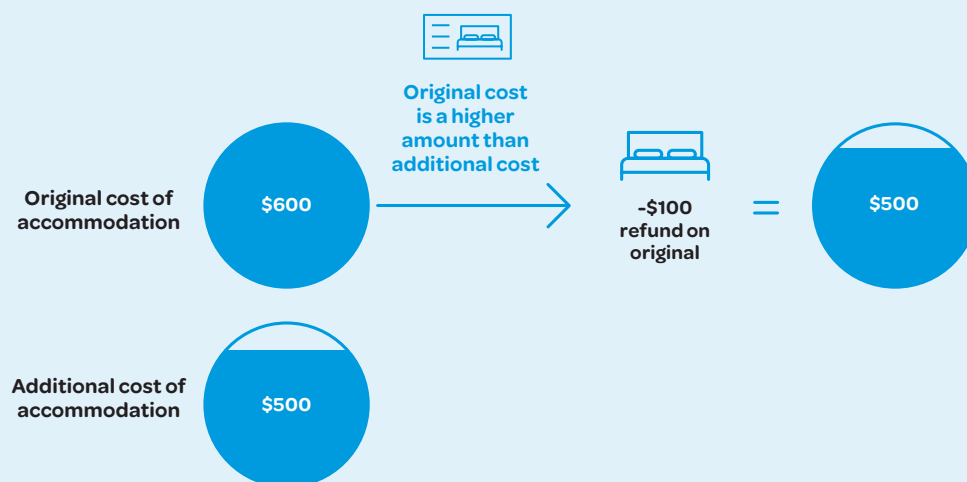 Original cost
is a higher
amount than
additional cost
Original cost of
accommodation
$600
-$100
refund on
original
=
$500
Additional cost of
accommodation
$500